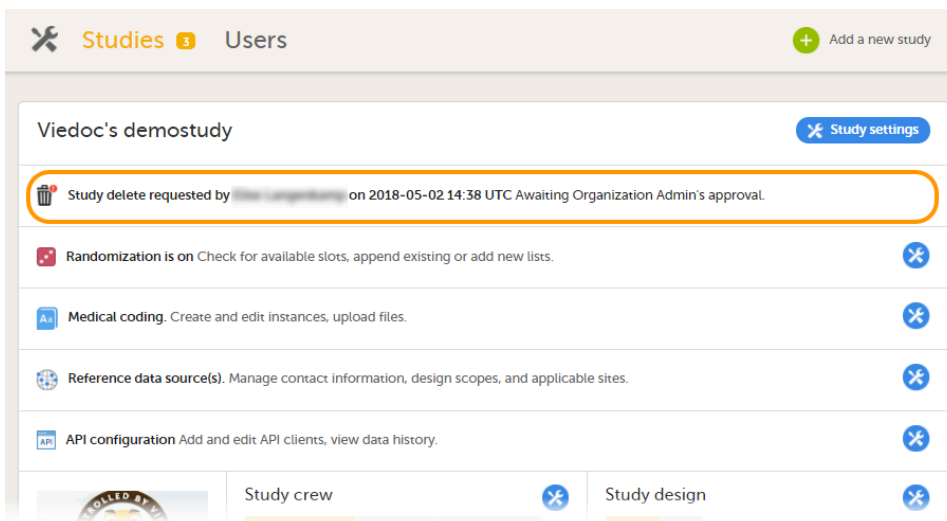 Studies 3 Users Add a new study
Viedoc's demostudy Study settings
Study delete requested by on 2018-05-02 14:38 UTC Awaiting Organization Admin's approval.
Randomization is on Check for available slots, append existing or add new lists.
Aa Medical coding. Create and edit instances, upload files.
Reference data source(s). Manage contact information, design scopes, and applicable sites.
API API configuration Add and edit API clients, view data history.
Study crew Study design